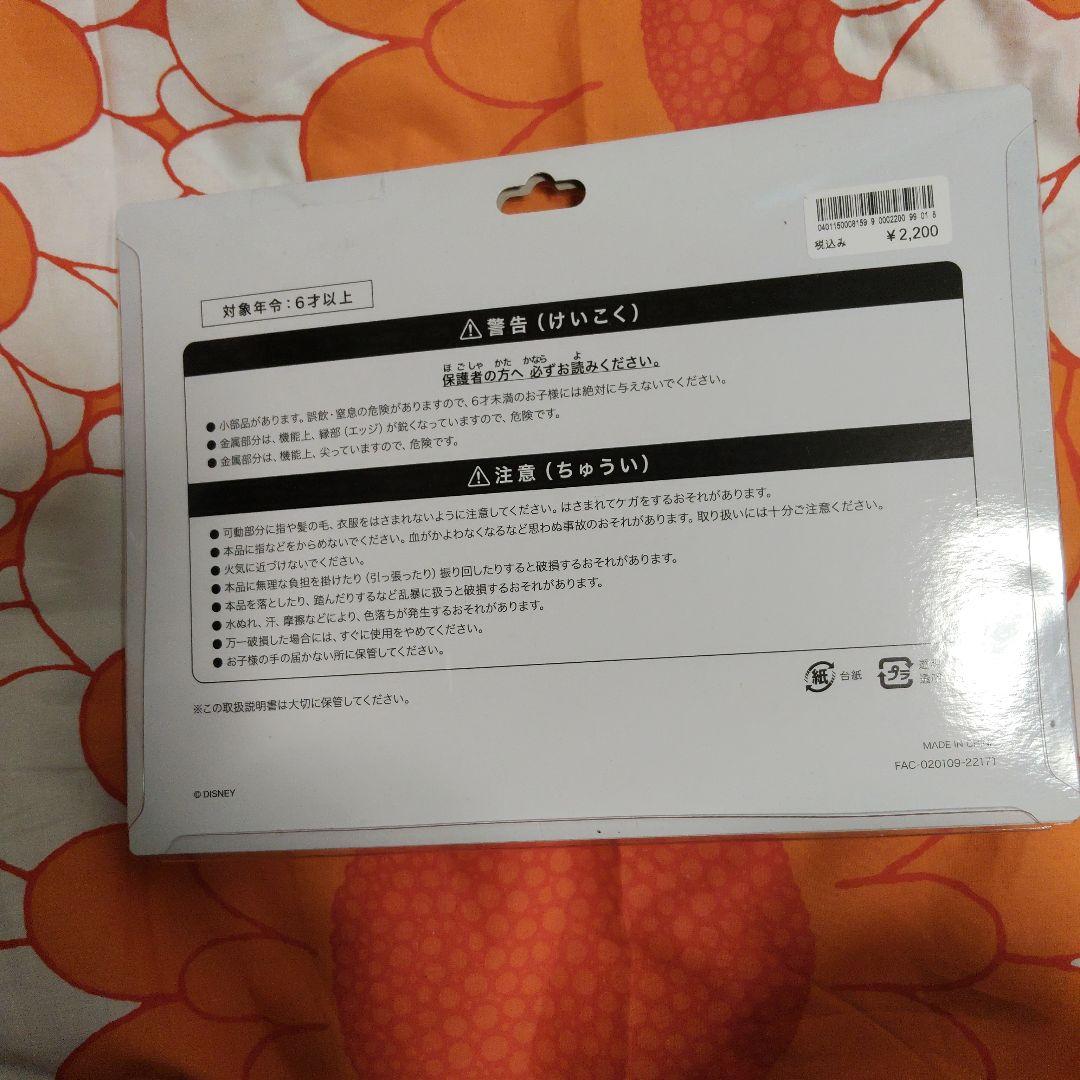 0401150008159 9 0002200 99 01 8
税込み ¥2,200
対象年令：6才以上
⚠警告（けいこく）
ほごしゃ かた かなら よ
保護者の方へ 必ずお読みください。
●小部品があります。誤飲・窒息の危険がありますので、6才未満のお子様には絶対に与えないでください。
●金属部分は、機能上、縁部（エッジ）が鋭くなっていますので、危険です。
●金属部分は、機能上、尖っていますので、危険です。
⚠注意（ちゅうい）
●可動部分に指や髪の毛、衣服をはさまれないように注意してください。はさまれてケガをするおそれがあります。
●本品に指などをからめないでください。血がかよわなくなるなど思わぬ事故のおそれがあります。取り扱いには十分ご注意ください。
●火気に近づけないでください。
●本品に無理な負担を掛けたり（引っ張ったり）振り回したりすると破損するおそれがあります。
●本品を落としたり、踏んだりするなど乱暴に扱うと破損するおそれがあります。
●水ぬれ、汗、摩擦などにより、色落ちが発生するおそれがあります。
●万一破損した場合には、すぐに使用をやめてください。
●お子様の手の届かない所に保管してください。
紙 台紙 プラ
※この取扱説明書は大切に保管してください。
MADE IN CHINA
FAC-020109-22171
© DISNEY